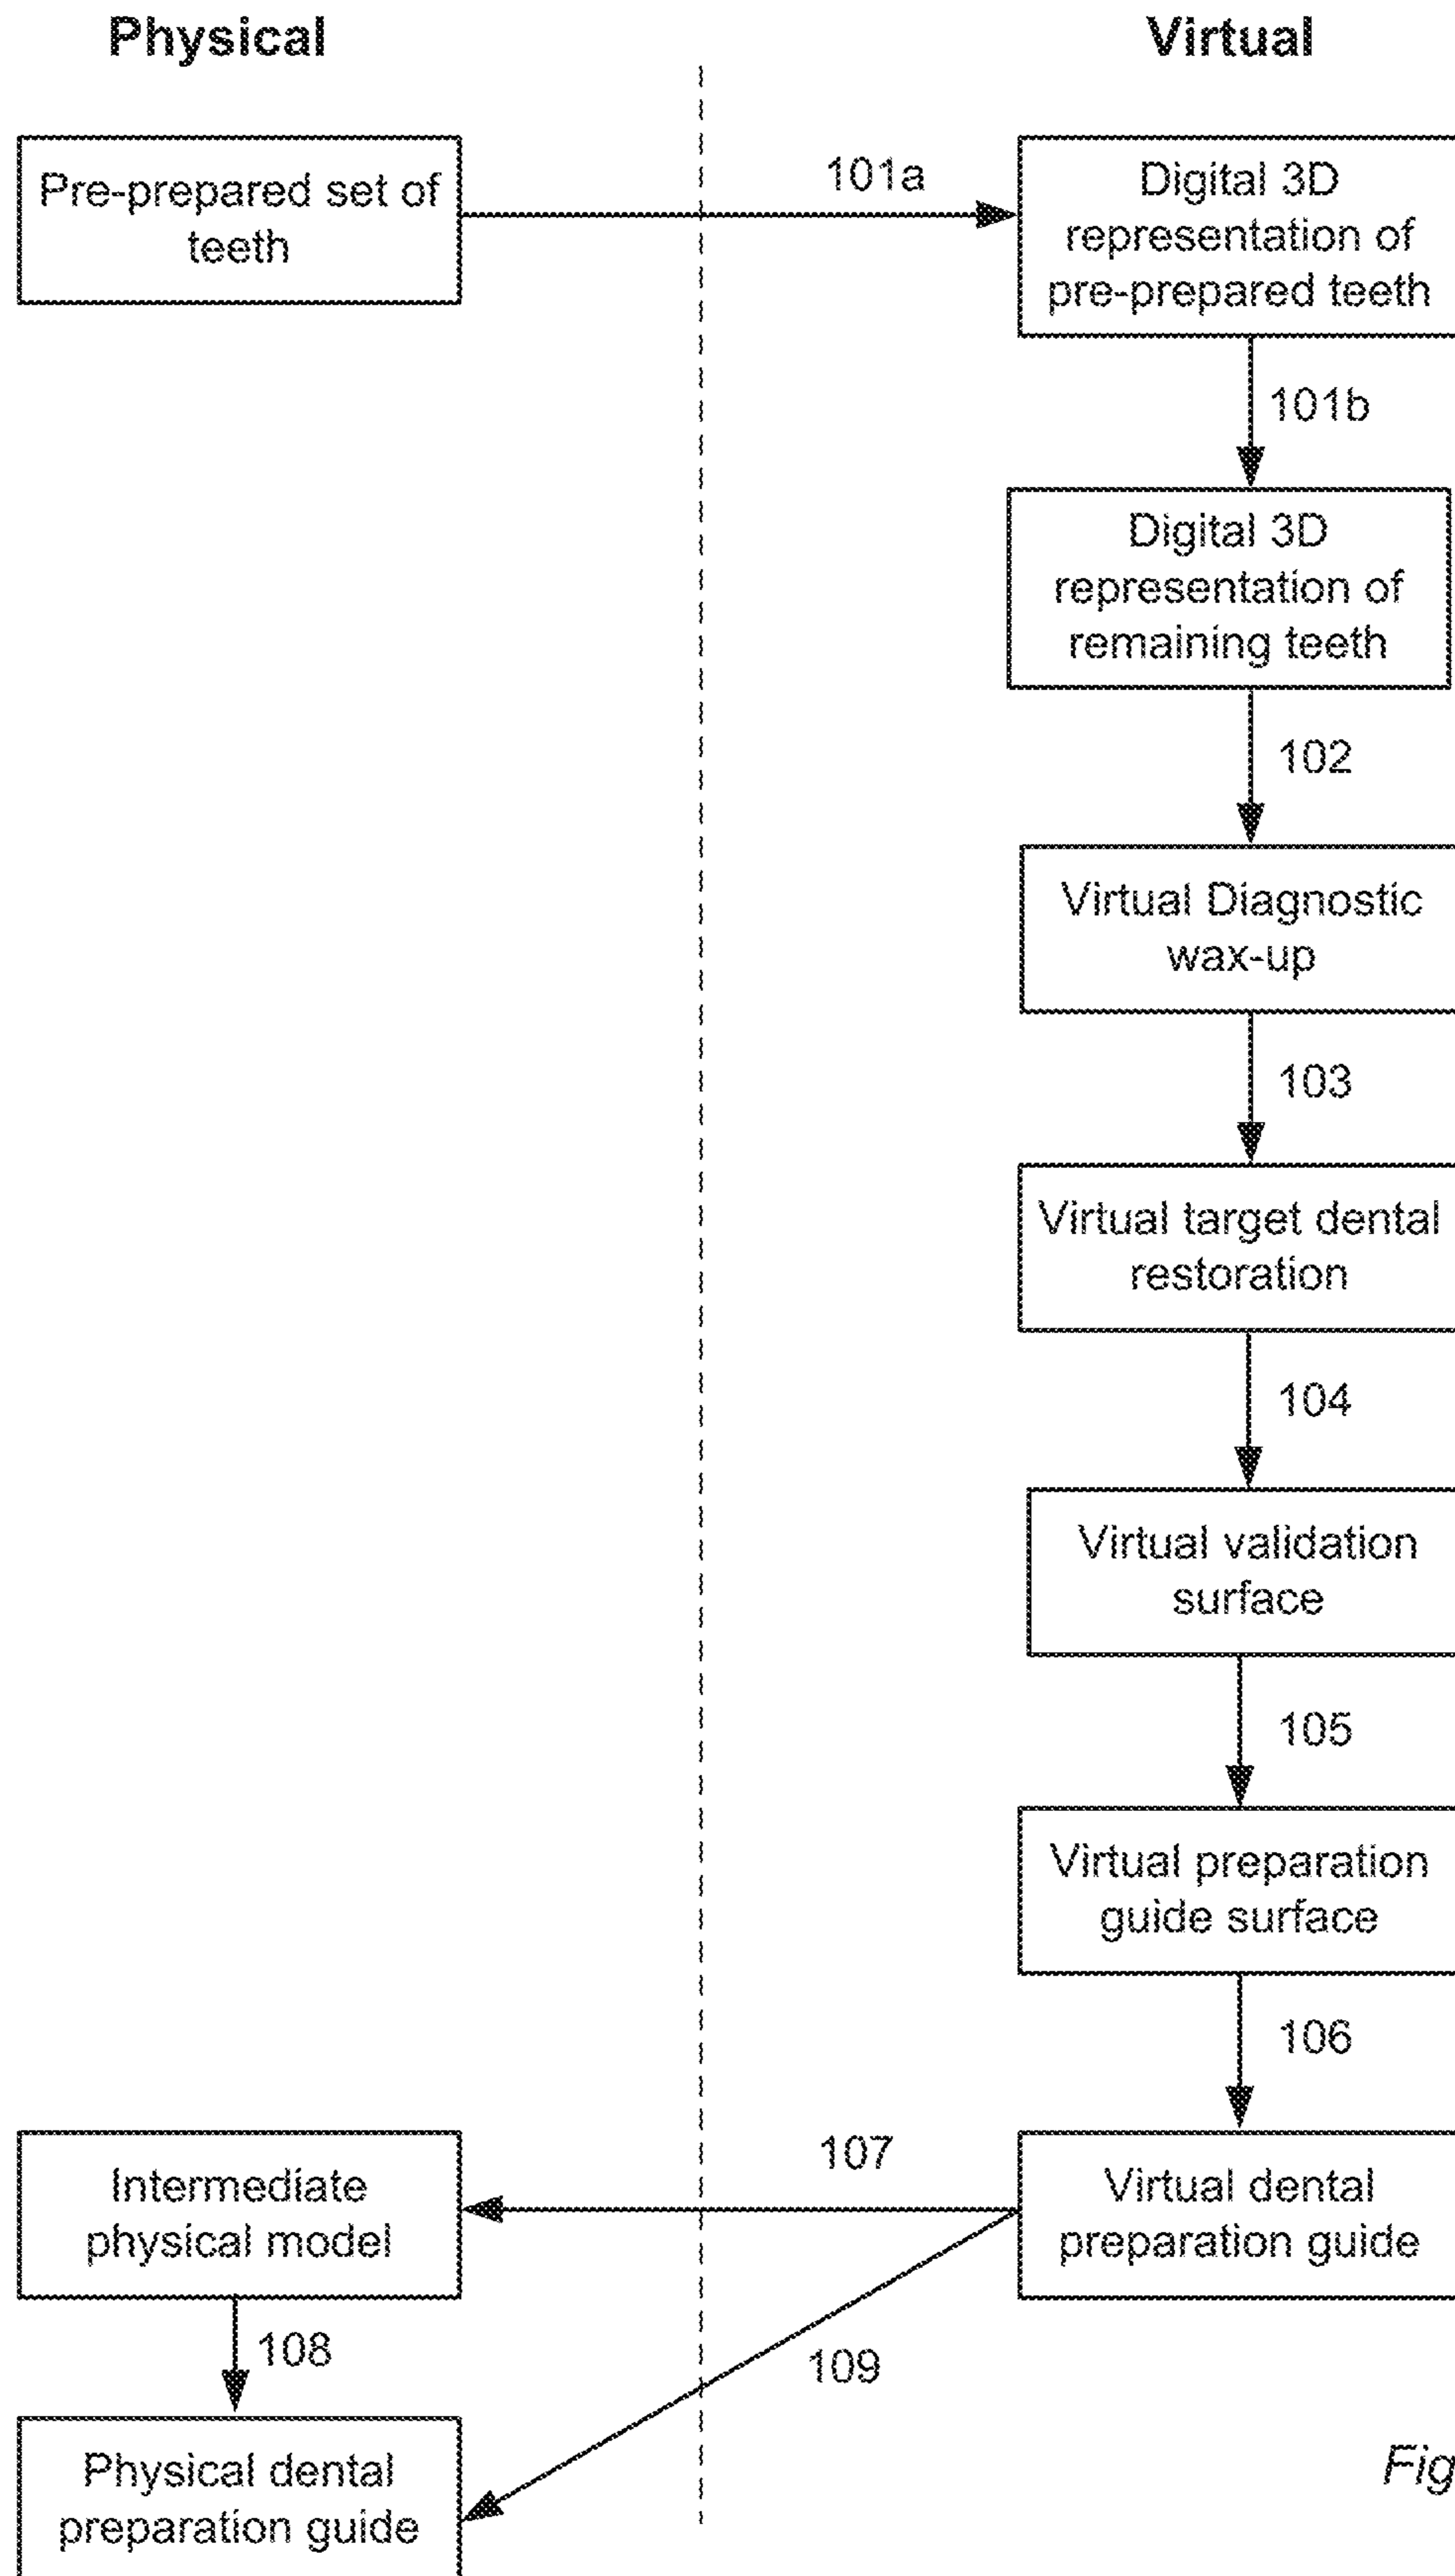 Physical
Virtual
Pre-prepared set of
teeth
101a
Digital 3D
representation of
pre-prepared teeth
101b
Digital 3D
representation of
remaining teeth
102
Virtual Diagnostic
wax-up
103
Virtual target dental
restoration
104
Virtual validation
surface
105
Virtual preparation
guide surface
106
Intermediate
physical model
107
Virtual dental
preparation guide
108
109
Physical dental
preparation guide
Fig